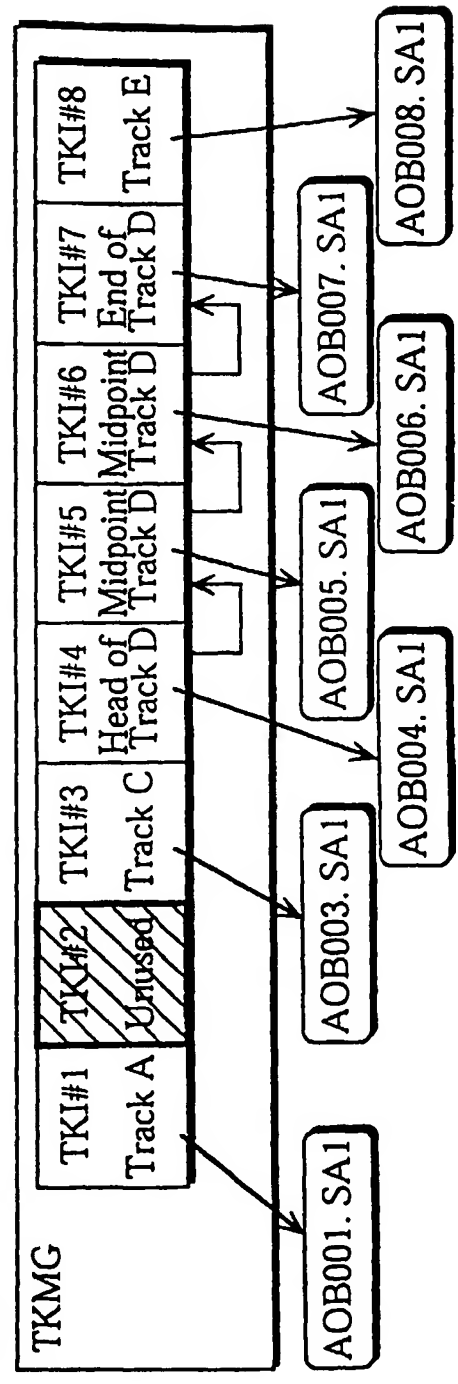 TKMG
TKI#1
Track A
TKI#2
Unused
TKI#3
Track C
TKI#4
Head of
Track D
TKI#5
Midpoint
Track D
TKI#6
Midpoint
Track D
TKI#7
End of
Track D
TKI#8
Track E
AOB001. SA1
AOB003. SA1
AOB004. SA1
AOB005. SA1
AOB006. SA1
AOB007. SA1
AOB008. SA1